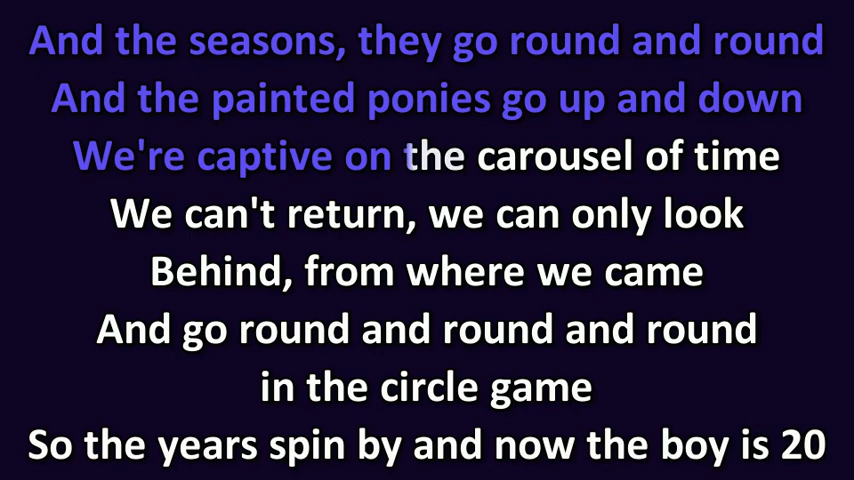 And the seasons, they go round and round
And the painted ponies go up and down
We're captive on the carousel of time
We can't return, we can only look
Behind, from where we came
And go round and round and round
in the circle game
So the years spin by and now the boy is 20